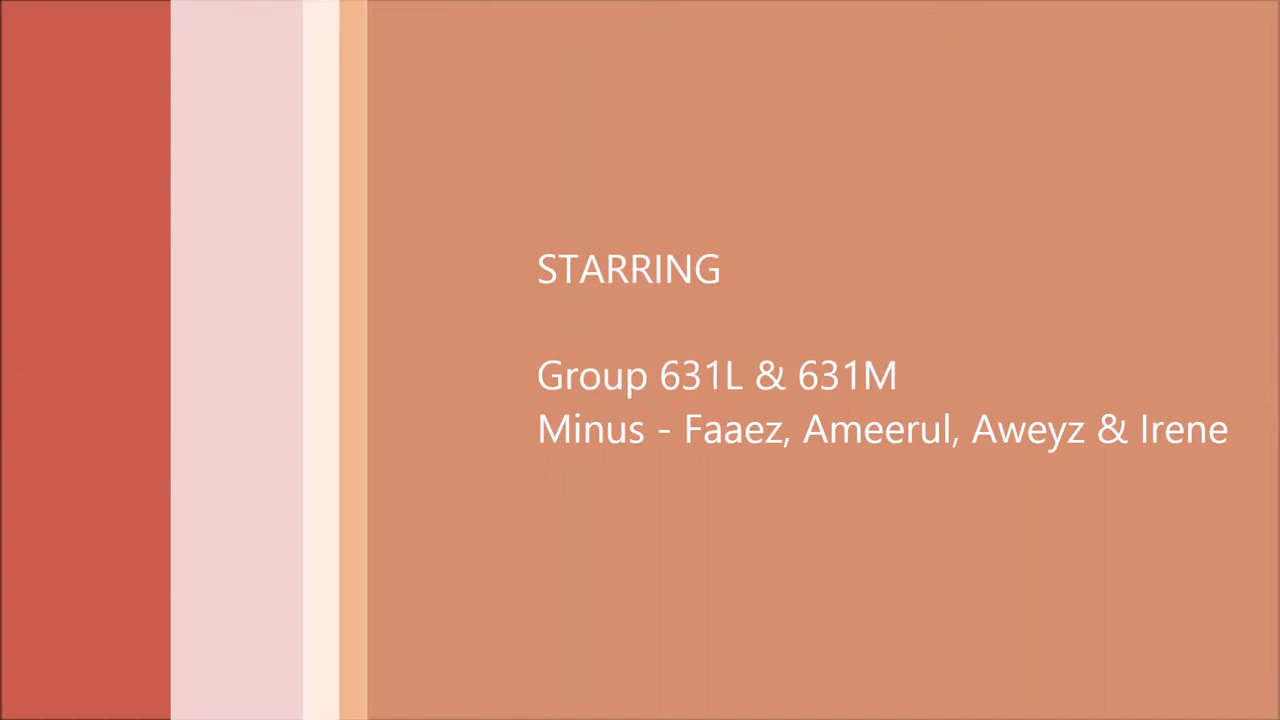 STARRING
Group 631L & 631M
Minus - Faaez, Ameerul, Aweyz & Irene